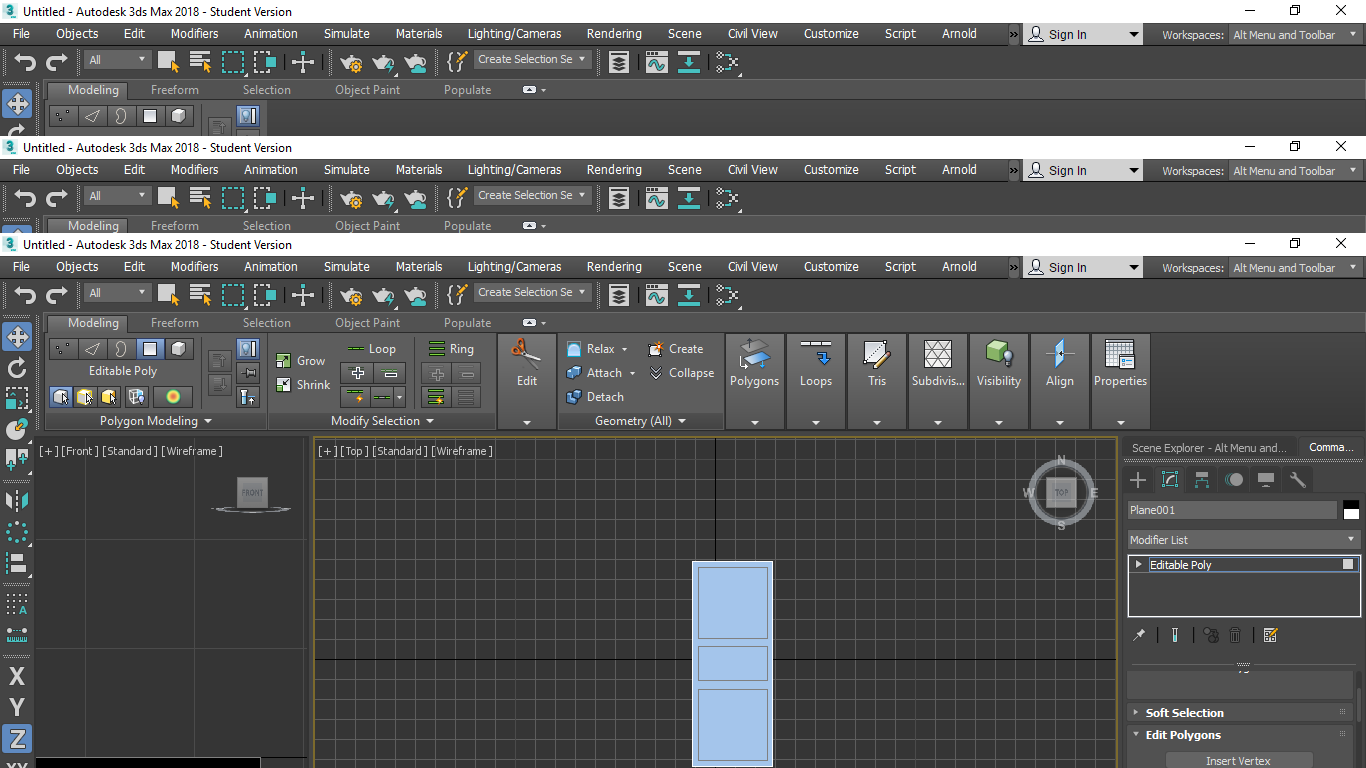 Untitled - Autodesk 3ds Max 2018 - Student Version
File Objects Edit Modifiers Animation Simulate Materials Lighting/Cameras Rendering Scene Civil View Customize Script Arnold » Sign In Workspaces: Alt Menu and Toolbar
All Create Selection Se
Modeling Freeform Selection Object Paint Populate
Untitled - Autodesk 3ds Max 2018 - Student Version
File Objects Edit Modifiers Animation Simulate Materials Lighting/Cameras Rendering Scene Civil View Customize Script Arnold » Sign In Workspaces: Alt Menu and Toolbar
All Create Selection Se
Modeling Freeform Selection Object Paint Populate
Untitled - Autodesk 3ds Max 2018 - Student Version
File Objects Edit Modifiers Animation Simulate Materials Lighting/Cameras Rendering Scene Civil View Customize Script Arnold » Sign In Workspaces: Alt Menu and Toolbar
All Create Selection Se
Modeling Freeform Selection Object Paint Populate
Loop Ring Relax Create
Grow
Editable Poly Shrink Edit Attach Collapse Polygons Loops Tris Subdivis... Visibility Align Properties
Detach
Polygon Modeling Modify Selection Geometry (All)
[+] [Front ] [Standard ] [Wireframe ] [+] [Top ] [Standard ] [Wireframe ] Scene Explorer - Alt Menu and... Comma...
N
FRONT W TOP E
S
Plane001
Modifier List
Editable Poly
A
X
Y
Z
Soft Selection
Edit Polygons
Insert Vertex